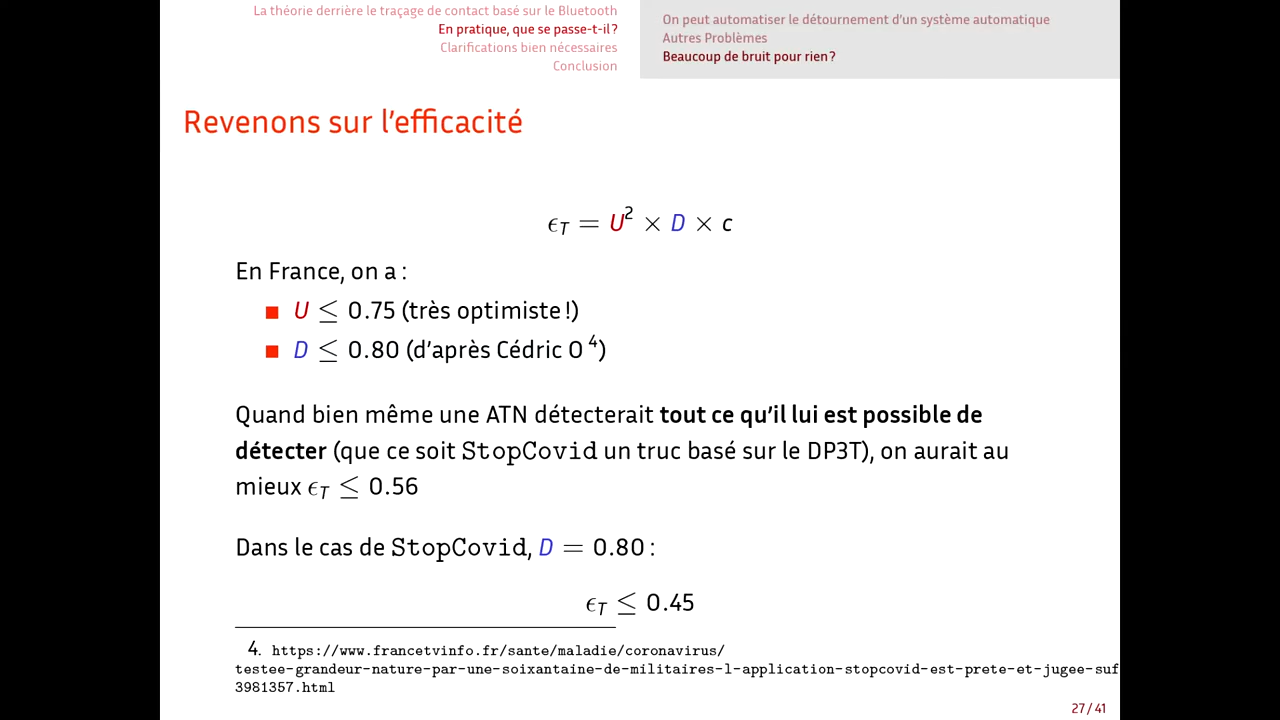 La théorie derrière le traçage de contact basé sur le Bluetooth
En pratique, que se passe-t-il ?
Clarifications bien nécessaires
Conclusion
On peut automatiser le détournement d'un système automatique
Autres Problèmes
Beaucoup de bruit pour rien ?
Revenons sur l'efficacité
ϵ_T = U² × D × c
En France, on a :
■ U ≤ 0.75 (très optimiste !)
■ D ≤ 0.80 (d'après Cédric O ⁴)
Quand bien même une ATN détecterait tout ce qu'il lui est possible de
détecter (que ce soit StopCovid un truc basé sur le DP3T), on aurait au
mieux ϵ_T ≤ 0.56
Dans le cas de StopCovid, D = 0.80 :
ϵ_T ≤ 0.45
4. https://www.francetvinfo.fr/sante/maladie/coronavirus/
testee-grandeur-nature-par-une-soixantaine-de-militaires-l-application-stopcovid-est-prete-et-jugee-suf
3981357.html
27 / 41